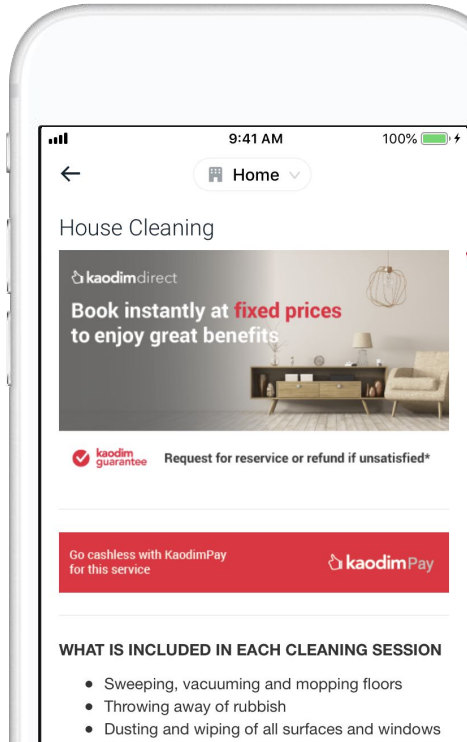 9:41 AM
100%
Home
House Cleaning
kaodimdirect
Book instantly at fixed prices
to enjoy great benefits
kaodim
guarantee
Request for reservice or refund if unsatisfied*
Go cashless with KaodimPay
for this service
kaodimPay
WHAT IS INCLUDED IN EACH CLEANING SESSION
• Sweeping, vacuuming and mopping floors
• Throwing away of rubbish
• Dusting and wiping of all surfaces and windows